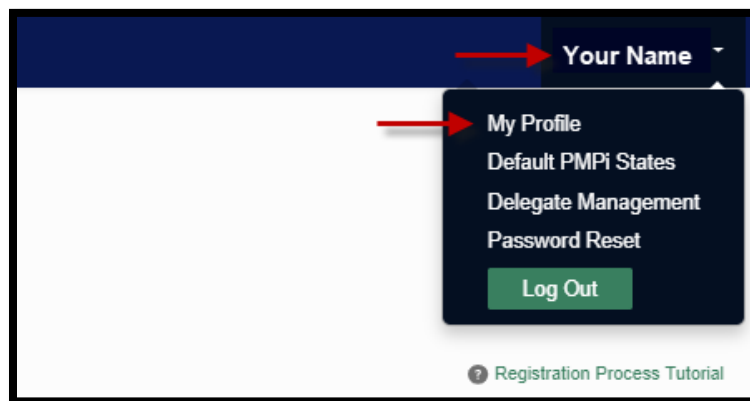 Your Name
My Profile
Default PMPi States
Delegate Management
Password Reset
Log Out
? Registration Process Tutorial